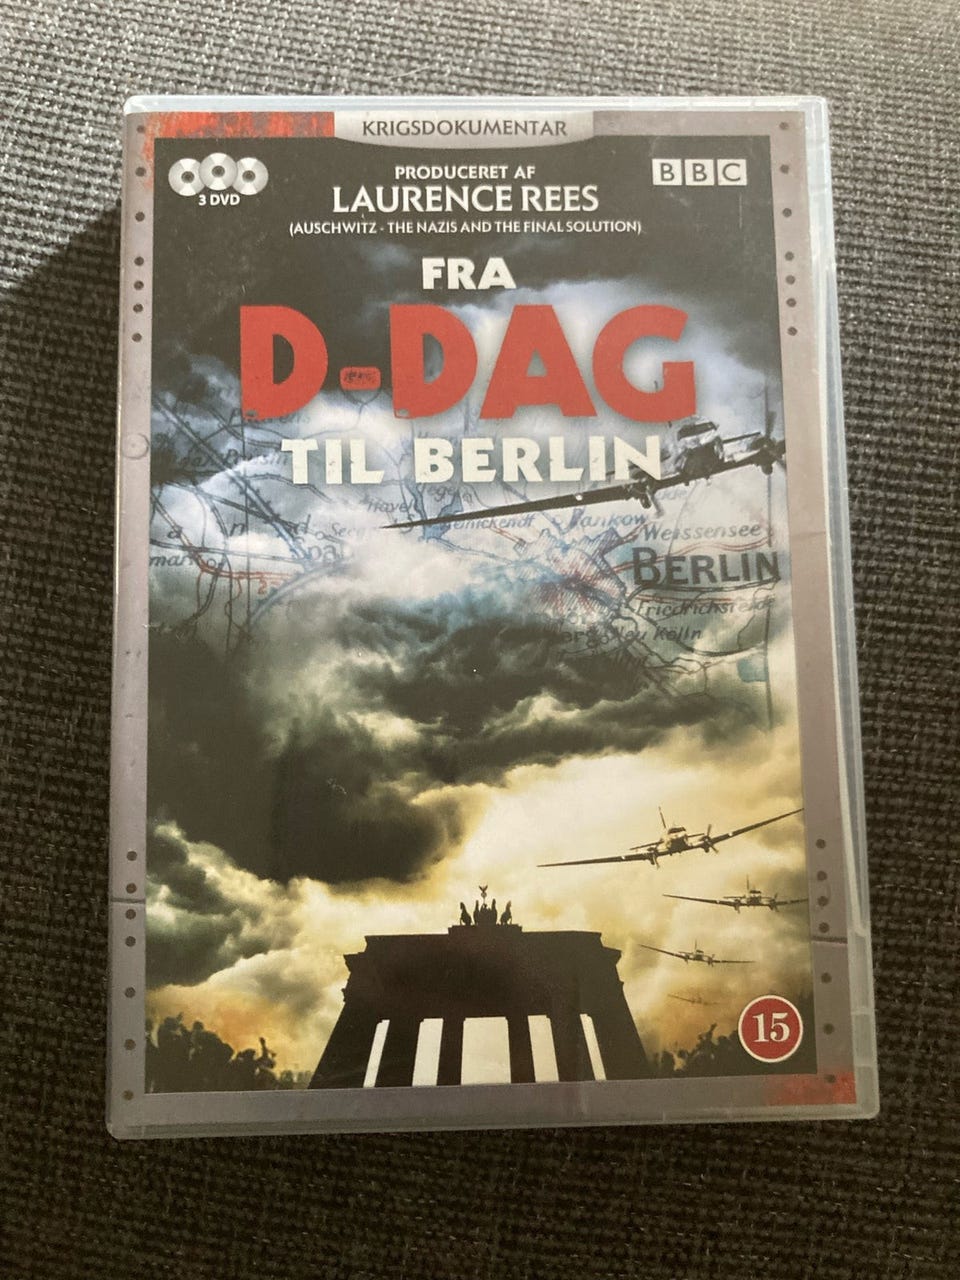 KRIGSDOKUMENTAR
3 DVD
PRODUCERET AF
LAURENCE REES
(AUSCHWITZ - THE NAZIS AND THE FINAL SOLUTION)
BBC
FRA
D-DAG
TIL BERLIN
Pankow
Weissensee
BERLIN
15